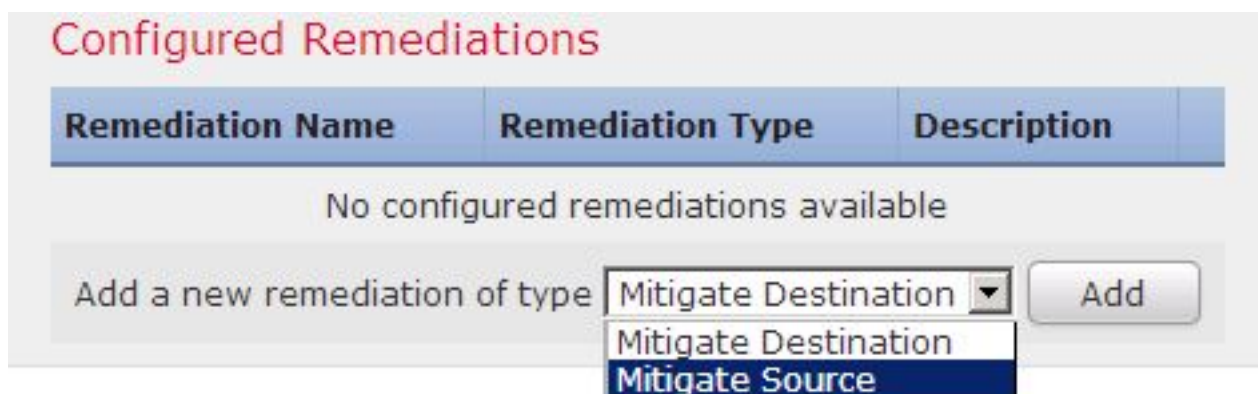 Configured Remediations
Remediation Name Remediation Type Description
No configured remediations available
Add a new remediation of type Mitigate Destination Add
Mitigate Destination
Mitigate Source